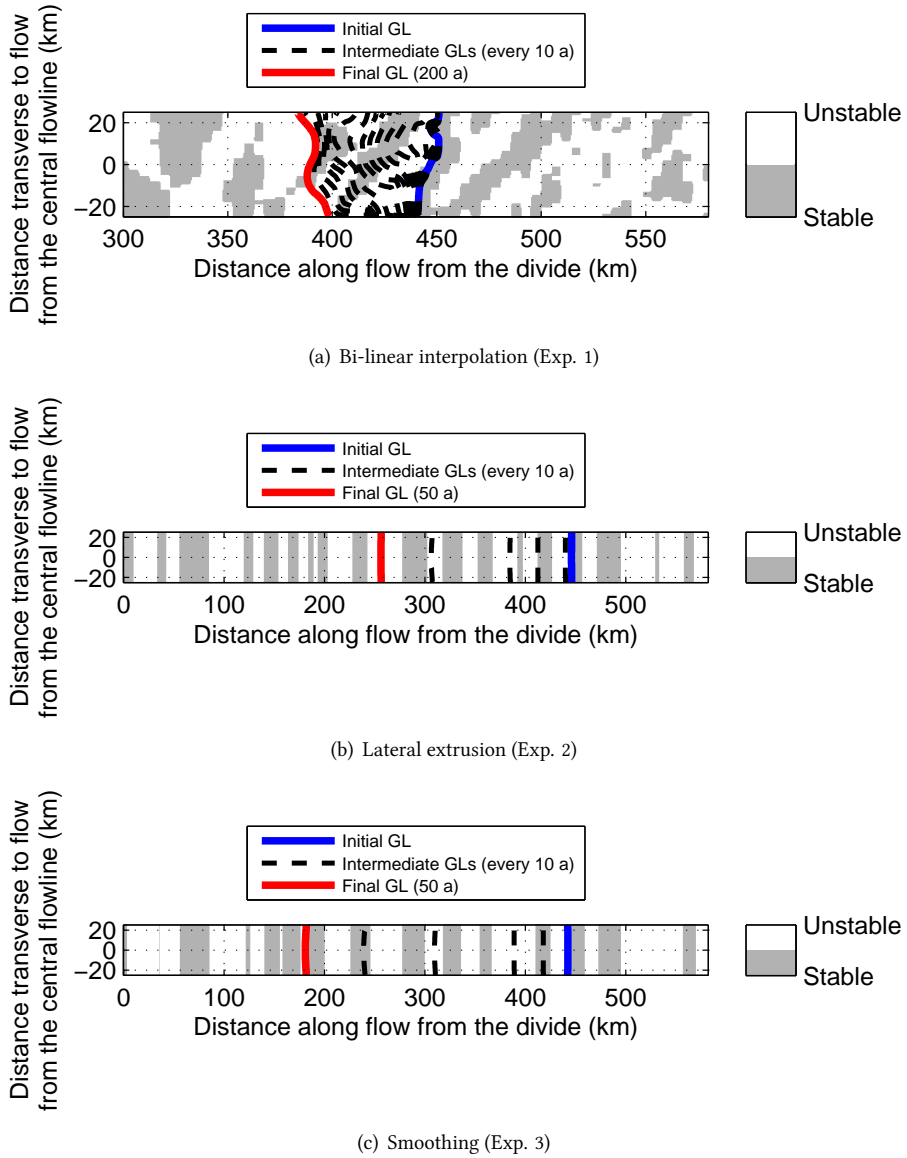 Initial GL
Intermediate GLs (every 10 a)
Final GL (200 a)
Distance transverse to flow
from the central flowline (km)
20
0
−20
300 350 400 450 500 550
Distance along flow from the divide (km)
Unstable
Stable
(a) Bi-linear interpolation (Exp. 1)
Initial GL
Intermediate GLs (every 10 a)
Final GL (50 a)
Distance transverse to flow
from the central flowline (km)
20
0
−20
0 100 200 300 400 500
Distance along flow from the divide (km)
Unstable
Stable
(b) Lateral extrusion (Exp. 2)
Initial GL
Intermediate GLs (every 10 a)
Final GL (50 a)
Distance transverse to flow
from the central flowline (km)
20
0
−20
0 100 200 300 400 500
Distance along flow from the divide (km)
Unstable
Stable
(c) Smoothing (Exp. 3)